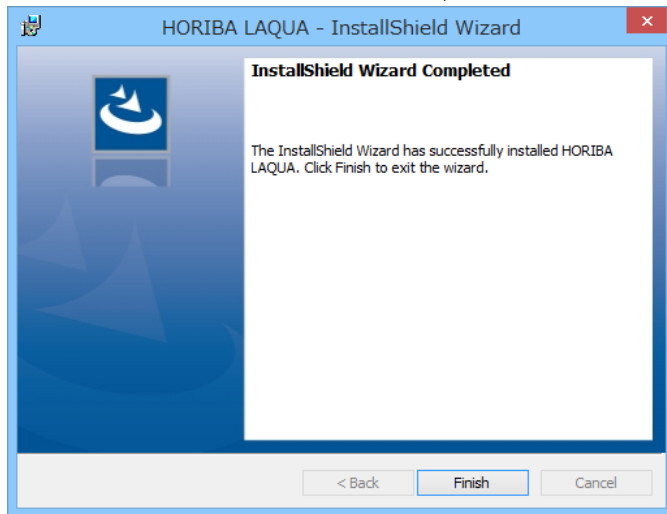 HORIBA LAQUA - InstallShield Wizard
InstallShield Wizard Completed
The InstallShield Wizard has successfully installed HORIBA
LAQUA. Click Finish to exit the wizard.
< Back
Finish
Cancel